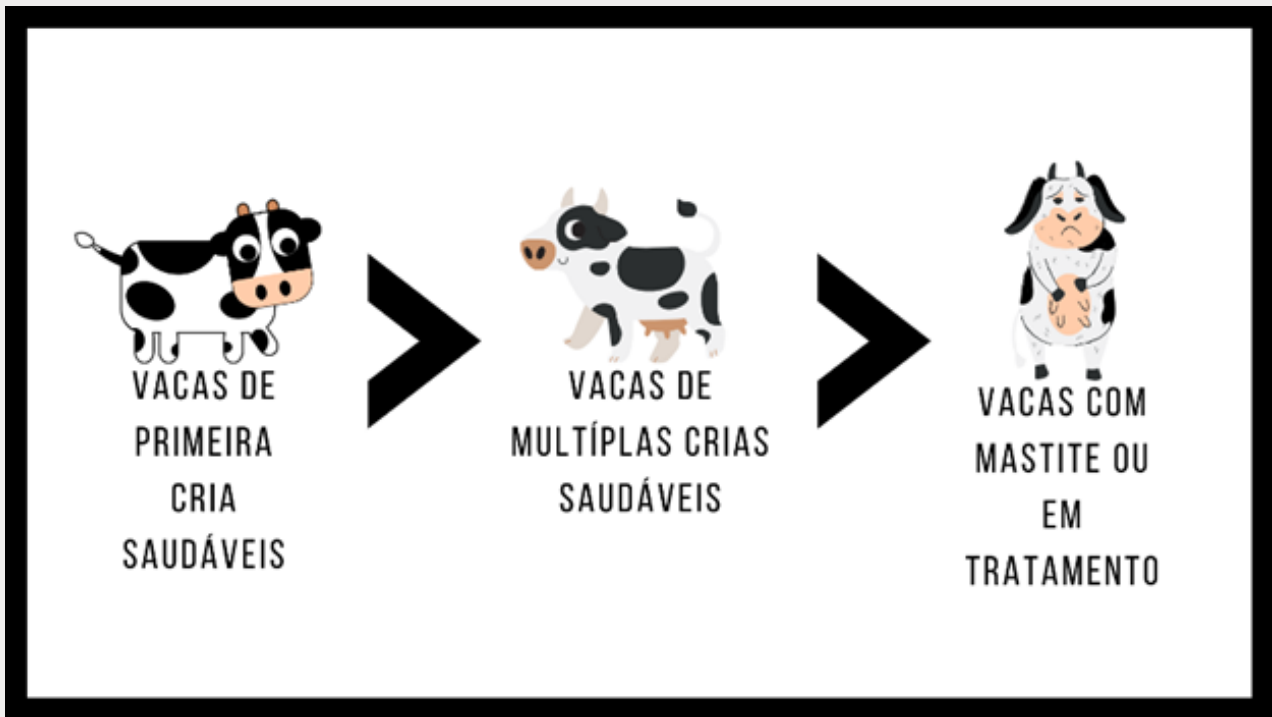 VACAS DE
PRIMEIRA
CRIA
SAUDÁVEIS
VACAS DE
MULTÍPLAS CRIAS
SAUDÁVEIS
VACAS COM
MASTITE OU
EM
TRATAMENTO